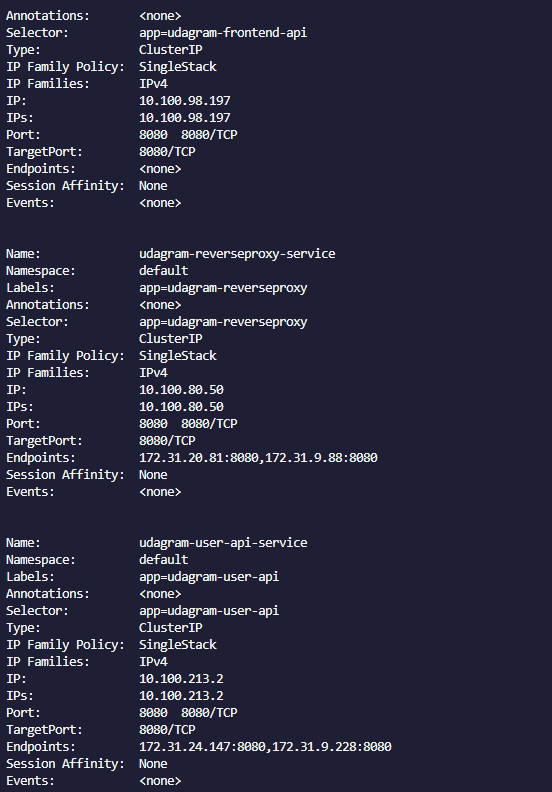 Annotations: <none>
Selector: app=udagram-frontend-api
Type: ClusterIP
IP Family Policy: SingleStack
IP Families: IPv4
IP: 10.100.98.197
IPs: 10.100.98.197
Port: 8080 8080/TCP
TargetPort: 8080/TCP
Endpoints: <none>
Session Affinity: None
Events: <none>
Name: udagram-reverseproxy-service
Namespace: default
Labels: app=udagram-reverseproxy
Annotations: <none>
Selector: app=udagram-reverseproxy
Type: ClusterIP
IP Family Policy: SingleStack
IP Families: IPv4
IP: 10.100.80.50
IPs: 10.100.80.50
Port: 8080 8080/TCP
TargetPort: 8080/TCP
Endpoints: 172.31.20.81:8080,172.31.9.88:8080
Session Affinity: None
Events: <none>
Name: udagram-user-api-service
Namespace: default
Labels: app=udagram-user-api
Annotations: <none>
Selector: app=udagram-user-api
Type: ClusterIP
IP Family Policy: SingleStack
IP Families: IPv4
IP: 10.100.213.2
IPs: 10.100.213.2
Port: 8080 8080/TCP
TargetPort: 8080/TCP
Endpoints: 172.31.24.147:8080,172.31.9.228:8080
Session Affinity: None
Events: <none>